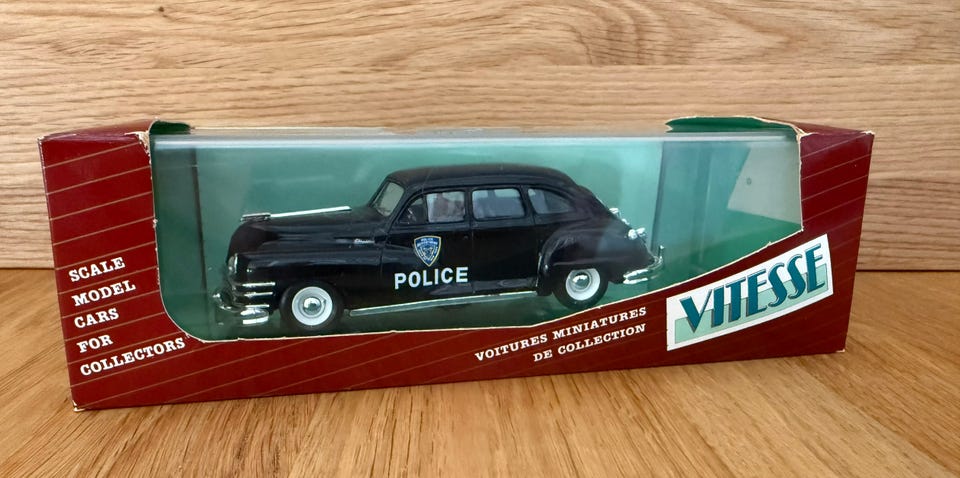 SCALE
MODEL
CARS
FOR
COLLECTORS
POLICE
VOITURES MINIATURES
DE COLLECTION
VITESSE